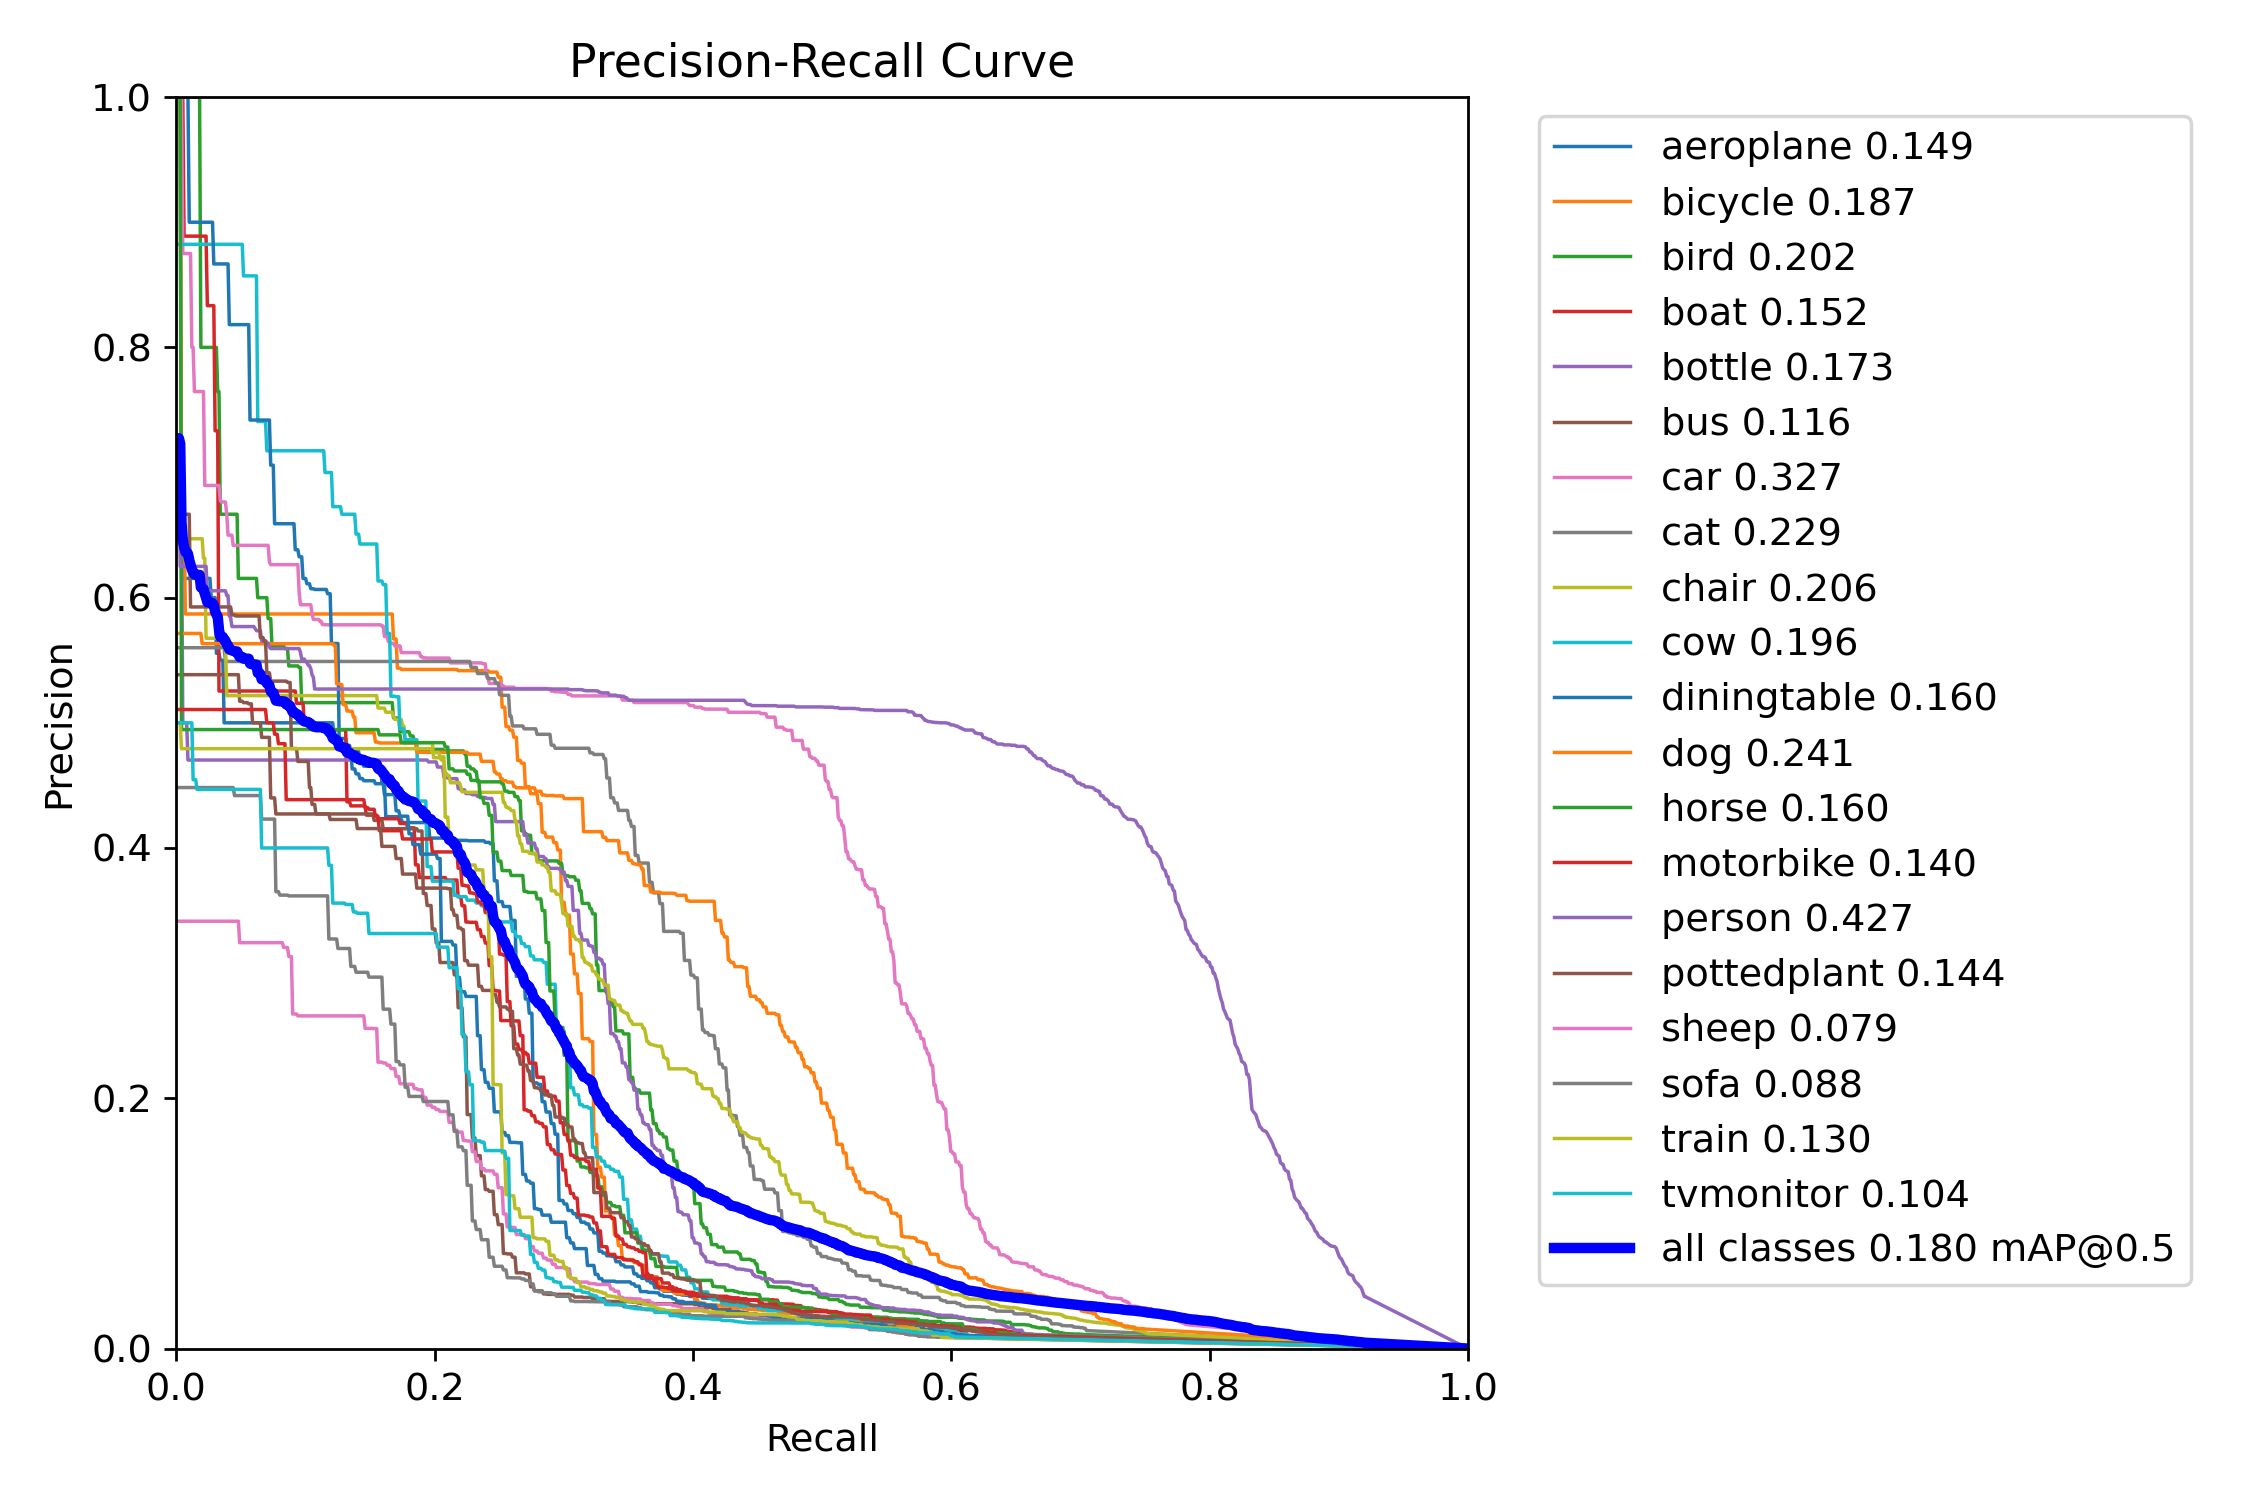 Precision-Recall Curve
1.0
0.8
0.6
0.4
0.2
0.0
Precision
0.0 0.2 0.4 0.6 0.8 1.0
Recall
aeroplane 0.149
bicycle 0.187
bird 0.202
boat 0.152
bottle 0.173
bus 0.116
car 0.327
cat 0.229
chair 0.206
cow 0.196
diningtable 0.160
dog 0.241
horse 0.160
motorbike 0.140
person 0.427
pottedplant 0.144
sheep 0.079
sofa 0.088
train 0.130
tvmonitor 0.104
all classes 0.180 mAP@0.5